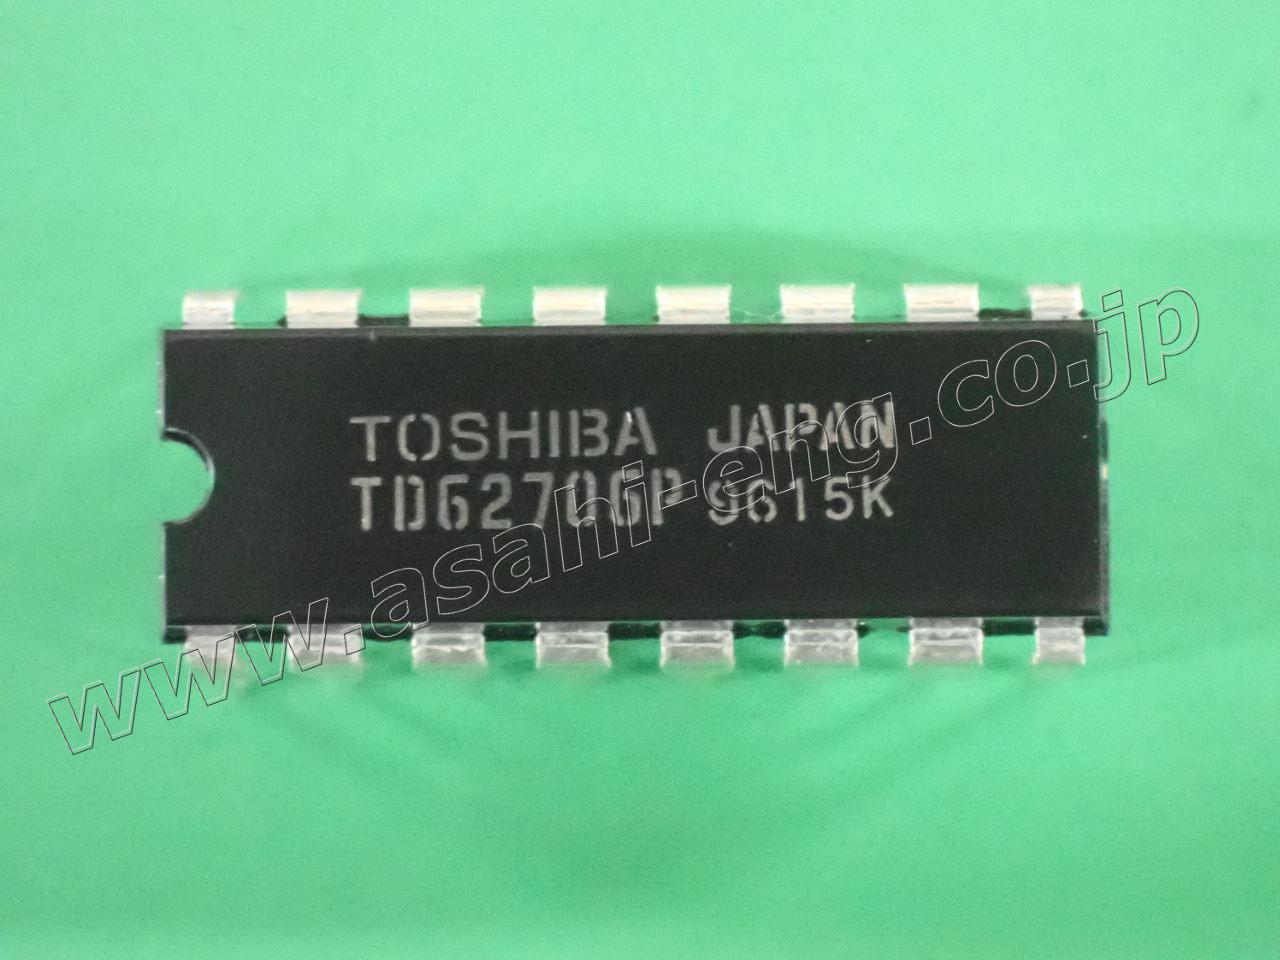 TOSHIBA JAPAN
TD62706P 9615K
www.asahi-eng.co.jp